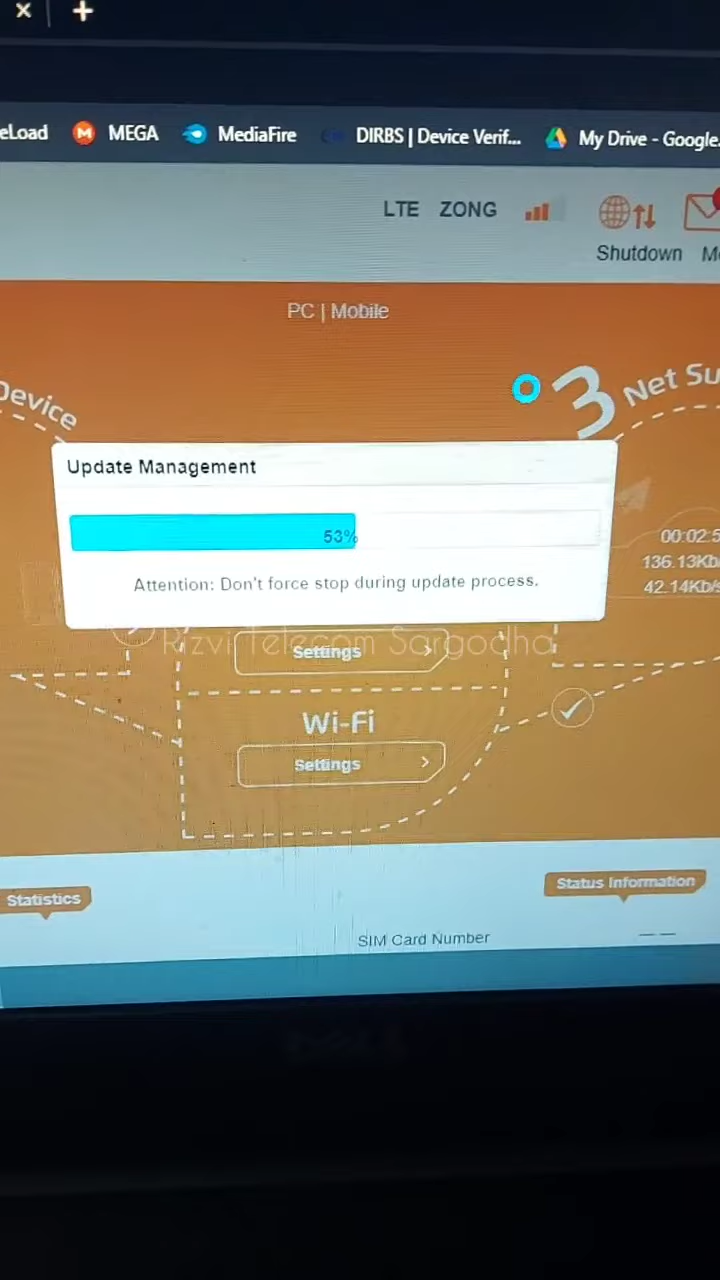 eLoad MEGA MediaFire DIRBS | Device Verif... My Drive - Google
LTE ZONG
Shutdown
PC | Mobile
Device
3 Net Su
Update Management
53%
Attention: Don't force stop during update process.
00:02:5
136.13Kb/
42.14Kb/s
Rizvi Telecom Sargodha
Settings
Wi-Fi
Settings
Statistics
Status Information
SIM Card Number
— —